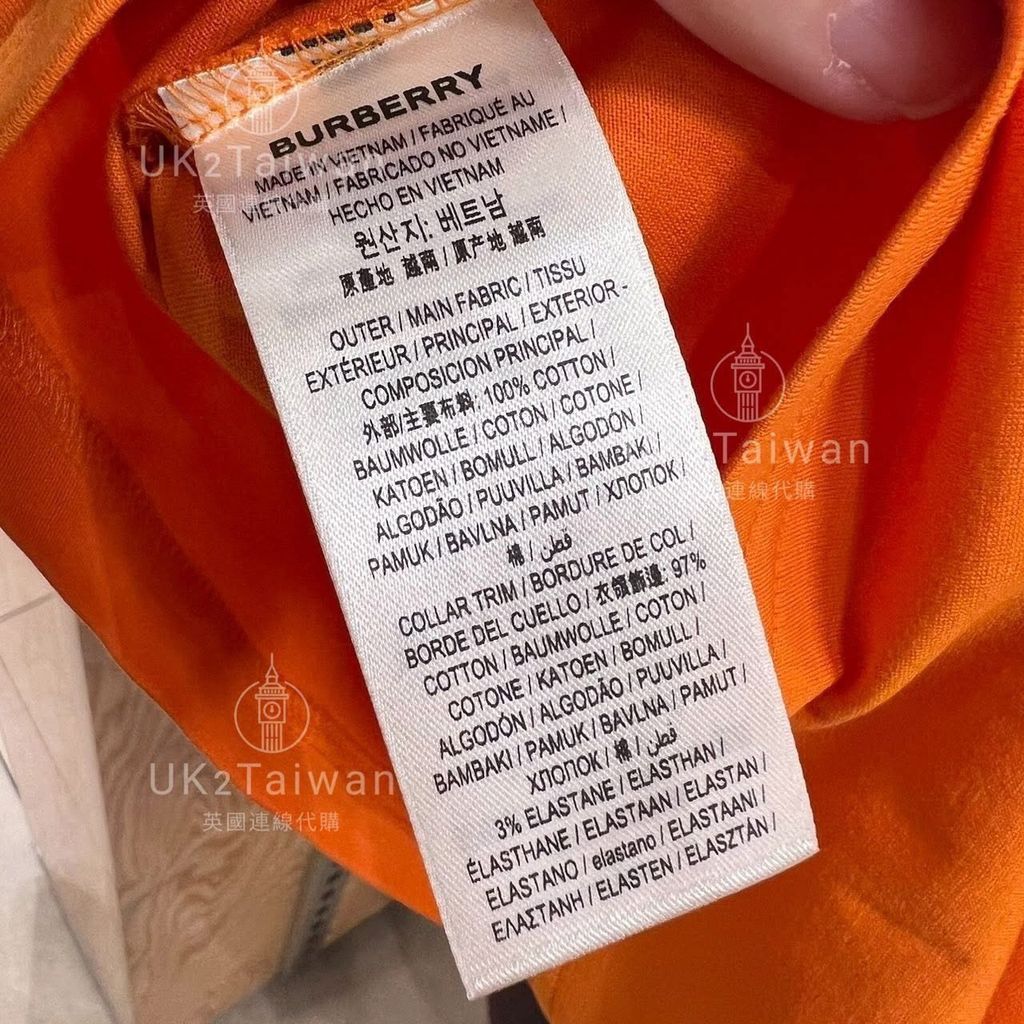 BURBERRY
MADE IN VIETNAM / FABRIQUÉ AU
VIETNAM / FABRICADO NO VIETNAME /
HECHO EN VIETNAM
원산지: 베트남
原產地 越南 / 原产地 越南
OUTER / MAIN FABRIC / TISSU
EXTÉRIEUR / PRINCIPAL / EXTERIOR -
COMPOSICION PRINCIPAL /
外部/主要布料: 100% COTTON /
BAUMWOLLE / COTON / COTONE /
KATOEN / BOMULL / ALGODÓN /
ALGODÃO / PUUVILLA / BAMBAKI /
PAMUK / BAVLNA / PAMUT / ХЛОПОК /
棉 / قطن
COLLAR TRIM / BORDURE DE COL /
BORDE DEL CUELLO / 衣領飾邊: 97%
COTTON / BAUMWOLLE / COTON /
COTONE / KATOEN / BOMULL /
ALGODÓN / ALGODÃO / PUUVILLA /
BAMBAKI / PAMUK / BAVLNA / PAMUT /
ХЛОПОК / 棉 / قطن
3% ELASTANE / ELASTHAN /
ÉLASTHANE / ELASTAAN / ELASTAN /
ELASTANO / elastano / ELASTAANI /
ΕΛΑΣΤΑΝΗ / ELASTEN / ELASZTÁN /
UK2Taiwan
英國連線代購
Taiwan
連線代購
UK2Taiwan
英國連線代購